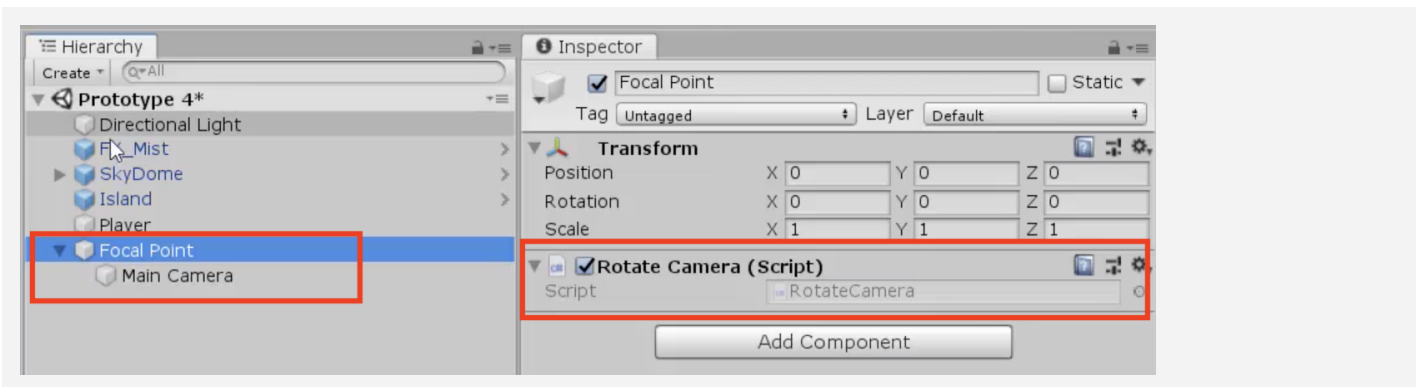 Hierarchy
Create
All
Prototype 4*
Directional Light
FX_Mist
SkyDome
Island
Player
Focal Point
Main Camera
Inspector
Focal Point
Static
Tag Untagged Layer Default
Transform
Position X 0 Y 0 Z 0
Rotation X 0 Y 0 Z 0
Scale X 1 Y 1 Z 1
Rotate Camera (Script)
Script RotateCamera
Add Component